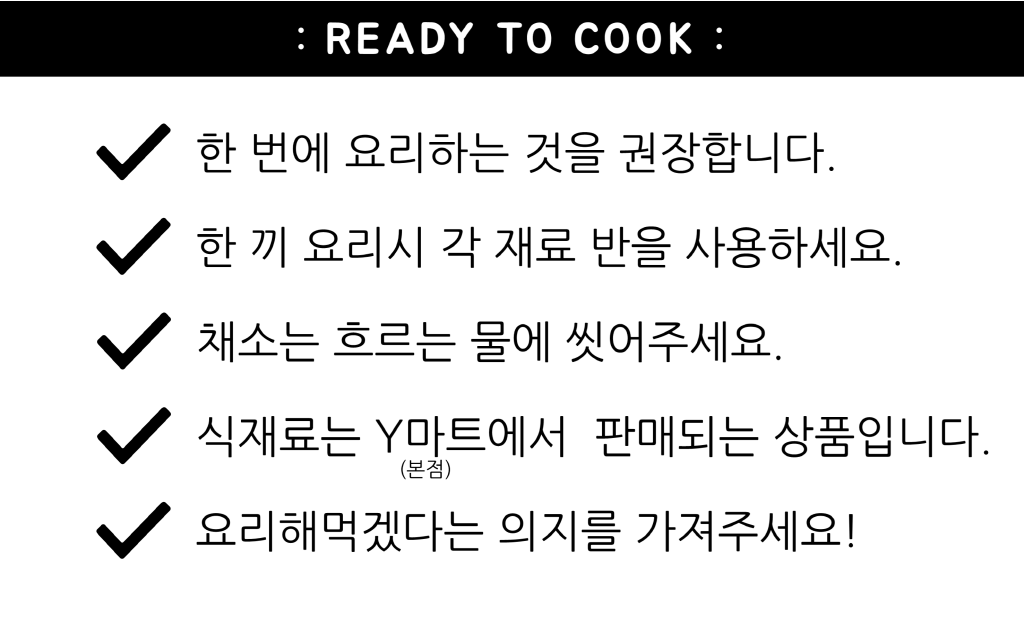 : READY TO COOK :
한 번에 요리하는 것을 권장합니다.
한 끼 요리시 각 재료 반을 사용하세요.
채소는 흐르는 물에 씻어주세요.
식재료는 Y마트에서 판매되는 상품입니다.
(본점)
요리해먹겠다는 의지를 가져주세요!